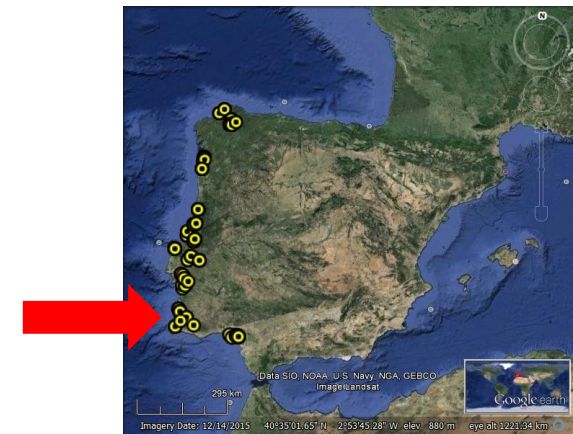 N
Data SIO, NOAA, U.S. Navy, NGA, GEBCO
Image Landsat
295 km
Google earth
Imagery Date: 12/14/2015 40°35'01.65" N 2°53'45.28" W elev 880 m eye alt 1221.34 km